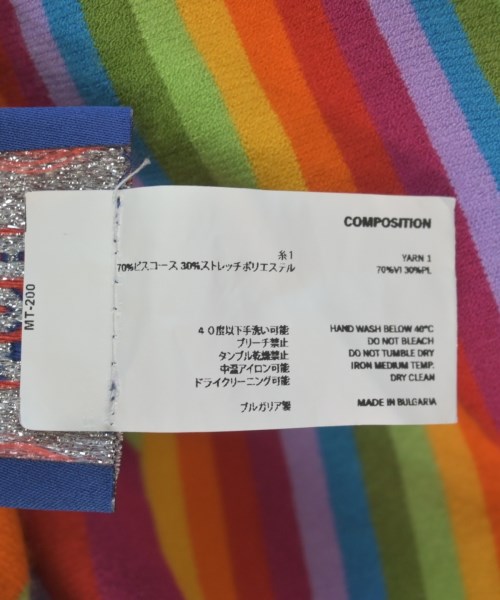 COMPOSITION
糸1 YARN 1
70%ビスコース 30%ストレッチポリエステル 70%VI 30%PL
40度以下手洗い可能 HAND WASH BELOW 40°C
ブリーチ禁止 DO NOT BLEACH
タンブル乾燥禁止 DO NOT TUMBLE DRY
中温アイロン可能 IRON MEDIUM TEMP.
ドライクリーニング可能 DRY CLEAN
ブルガリア製 MADE IN BULGARIA
MT-200